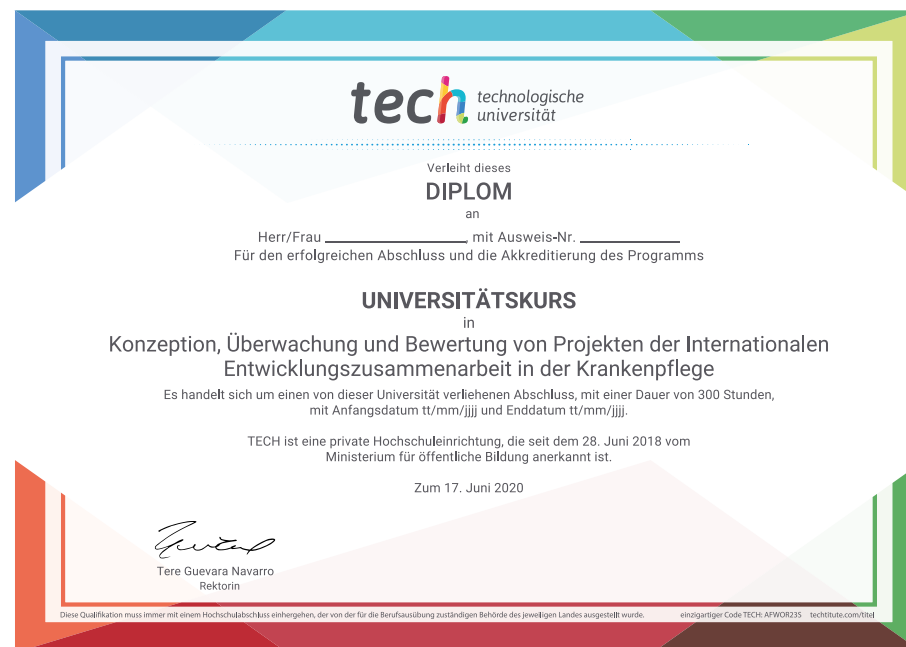 tech technologische
universität
Verleiht dieses
DIPLOM
an
Herr/Frau ____________________, mit Ausweis-Nr. ______________
Für den erfolgreichen Abschluss und die Akkreditierung des Programms
UNIVERSITÄTSKURS
in
Konzeption, Überwachung und Bewertung von Projekten der Internationalen
Entwicklungszusammenarbeit in der Krankenpflege
Es handelt sich um einen von dieser Universität verliehenen Abschluss, mit einer Dauer von 300 Stunden,
mit Anfangsdatum tt/mm/jjjj und Enddatum tt/mm/jjjj.
TECH ist eine private Hochschuleinrichtung, die seit dem 28. Juni 2018 vom
Ministerium für öffentliche Bildung anerkannt ist.
Zum 17. Juni 2020
Tere Guevara Navarro
Rektorin
Diese Qualifikation muss immer mit einem Hochschulabschluss einhergehen, der von der für die Berufsausübung zuständigen Behörde des jeweiligen Landes ausgestellt wurde. einzigartiger Code TECH: AFWOR23S techtitute.com/titel